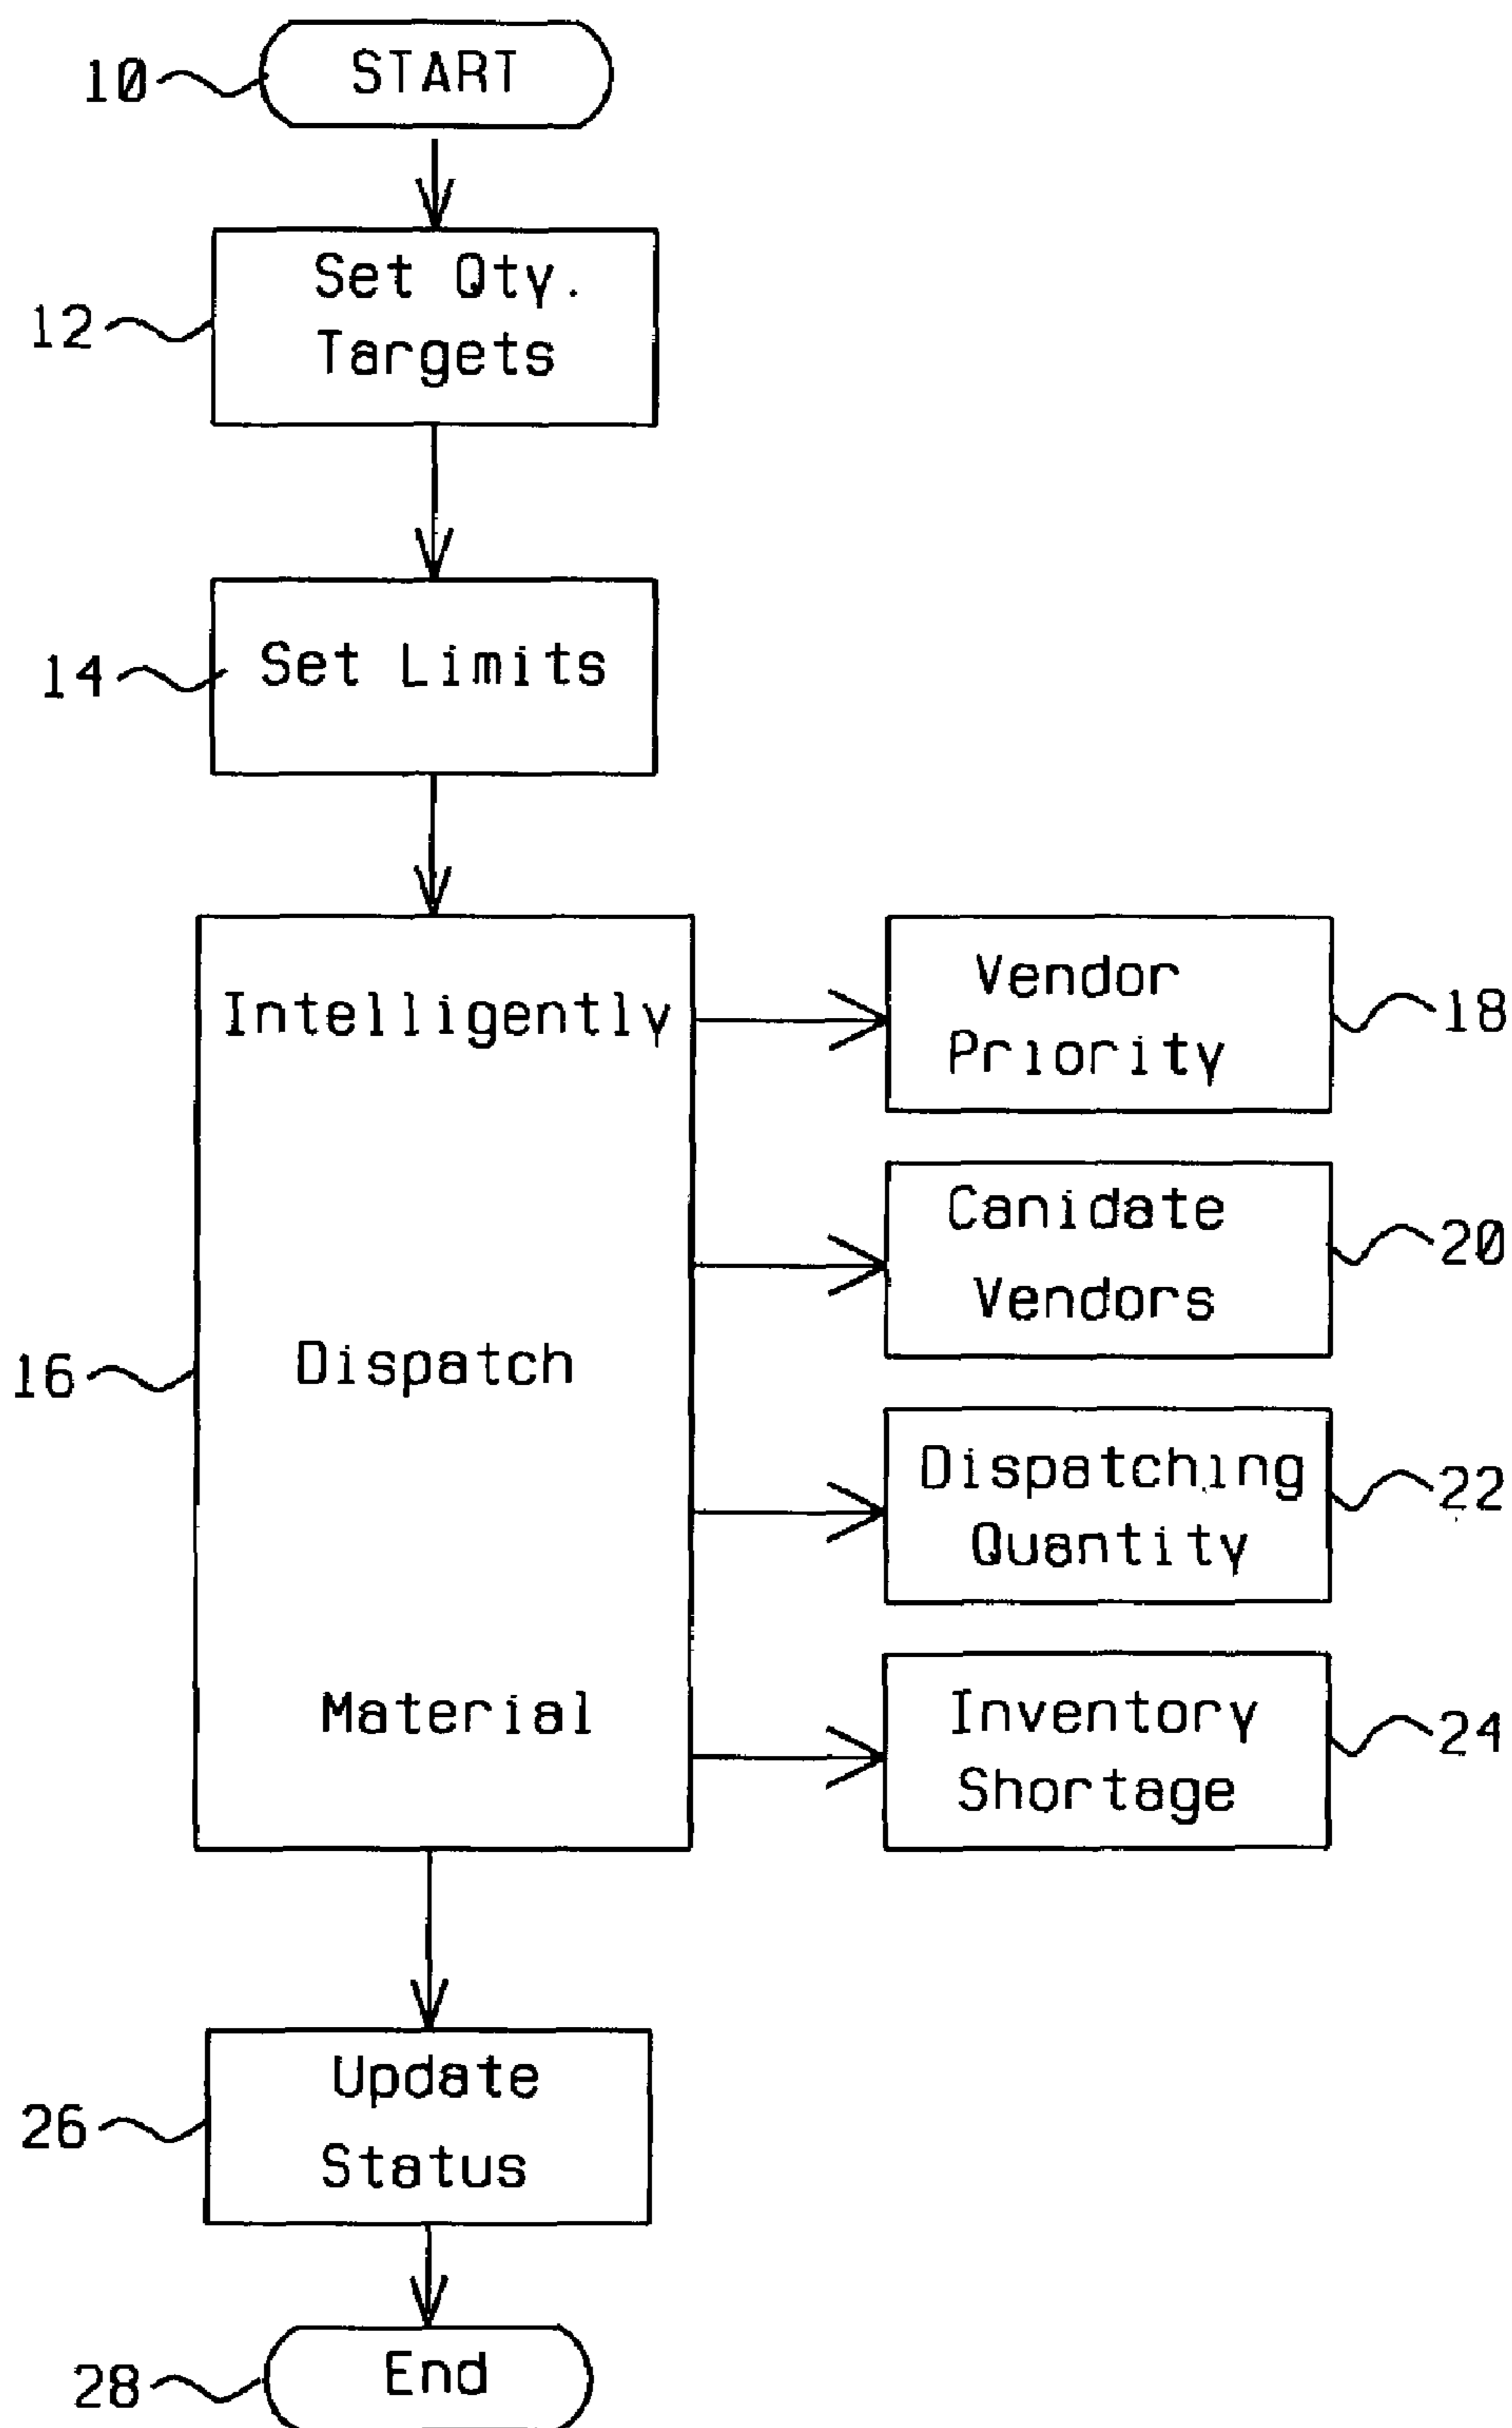 10
START
12
Set Qty.
Targets
14
Set Limits
16
Intelligently
Dispatch
Material
Vendor
Priority
18
Canidate
Vendors
20
Dispatching
Quantity
22
Inventory
Shortage
24
26
Update
Status
28
End